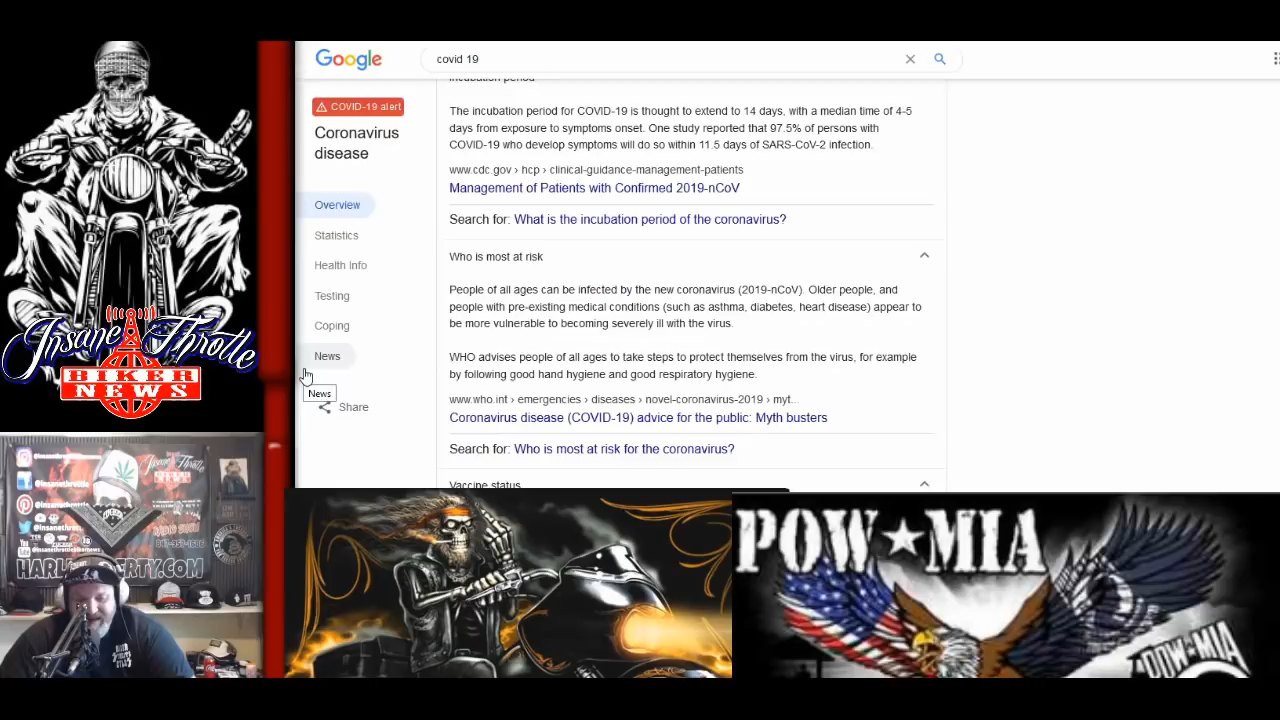 Google
covid 19
COVID-19 alert
Coronavirus
disease
Overview
Statistics
Health Info
Testing
Coping
News
News
Share
Incubation period
The incubation period for COVID-19 is thought to extend to 14 days, with a median time of 4-5
days from exposure to symptoms onset. One study reported that 97.5% of persons with
COVID-19 who develop symptoms will do so within 11.5 days of SARS-CoV-2 infection.
www.cdc.gov › hcp › clinical-guidance-management-patients
Management of Patients with Confirmed 2019-nCoV
Search for: What is the incubation period of the coronavirus?
Who is most at risk
People of all ages can be infected by the new coronavirus (2019-nCoV). Older people, and
people with pre-existing medical conditions (such as asthma, diabetes, heart disease) appear to
be more vulnerable to becoming severely ill with the virus.
WHO advises people of all ages to take steps to protect themselves from the virus, for example
by following good hand hygiene and good respiratory hygiene.
www.who.int › emergencies › diseases › novel-coronavirus-2019 › myt...
Coronavirus disease (COVID-19) advice for the public: Myth busters
Search for: Who is most at risk for the coronavirus?
Vaccine status
Insane Throttle
BIKER
NEWS
@insanethrottle
Insane Throttle
POW★MIA
POW-MIA